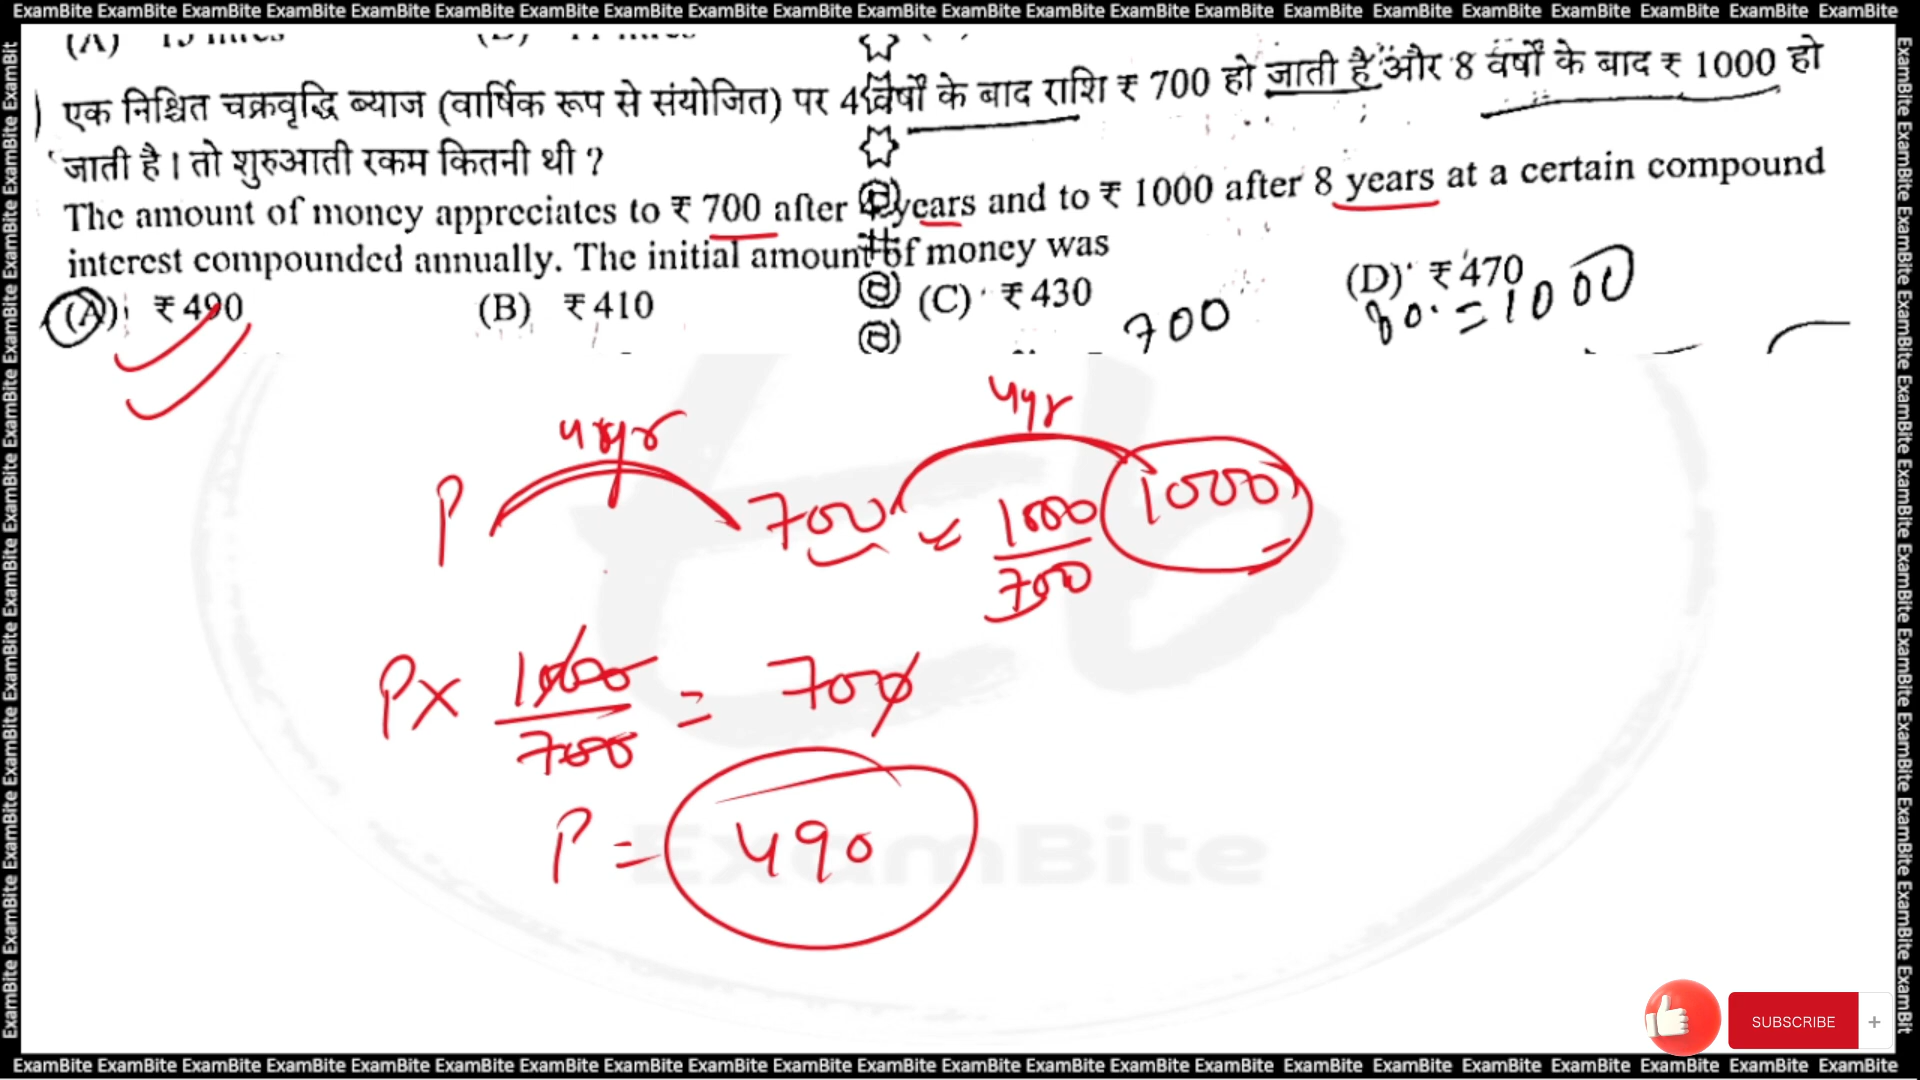 ExamBite ExamBite ExamBite ExamBite ExamBite ExamBite ExamBite ExamBite ExamBite ExamBite ExamBite ExamBite ExamBite ExamBite ExamBite ExamBite ExamBite ExamBite ExamBite ExamBite ExamBite
एक निश्चित चक्रवृद्धि ब्याज (वार्षिक रूप से संयोजित) पर 4 वर्षों के बाद राशि ₹ 700 हो जाती है और 8 वर्षों के बाद ₹ 1000 हो
जाती है । तो शुरुआती रकम कितनी थी ?
The amount of money appreciates to ₹ 700 after 4 years and to ₹ 1000 after 8 years at a certain compound
interest compounded annually. The initial amount of money was
(A) ₹ 490 (B) ₹ 410 (C) ₹ 430 (D) ₹ 470
700 80. = 1000
4yr 4yr
P 700 × 1000/700 1000
P× 1000/700 = 700
P = 490
ExamBite
SUBSCRIBE +
ExamBite ExamBite ExamBite ExamBite ExamBite ExamBite ExamBite ExamBite ExamBite ExamBite ExamBite ExamBite ExamBite ExamBite ExamBite ExamBite ExamBite ExamBite ExamBite ExamBite ExamBite